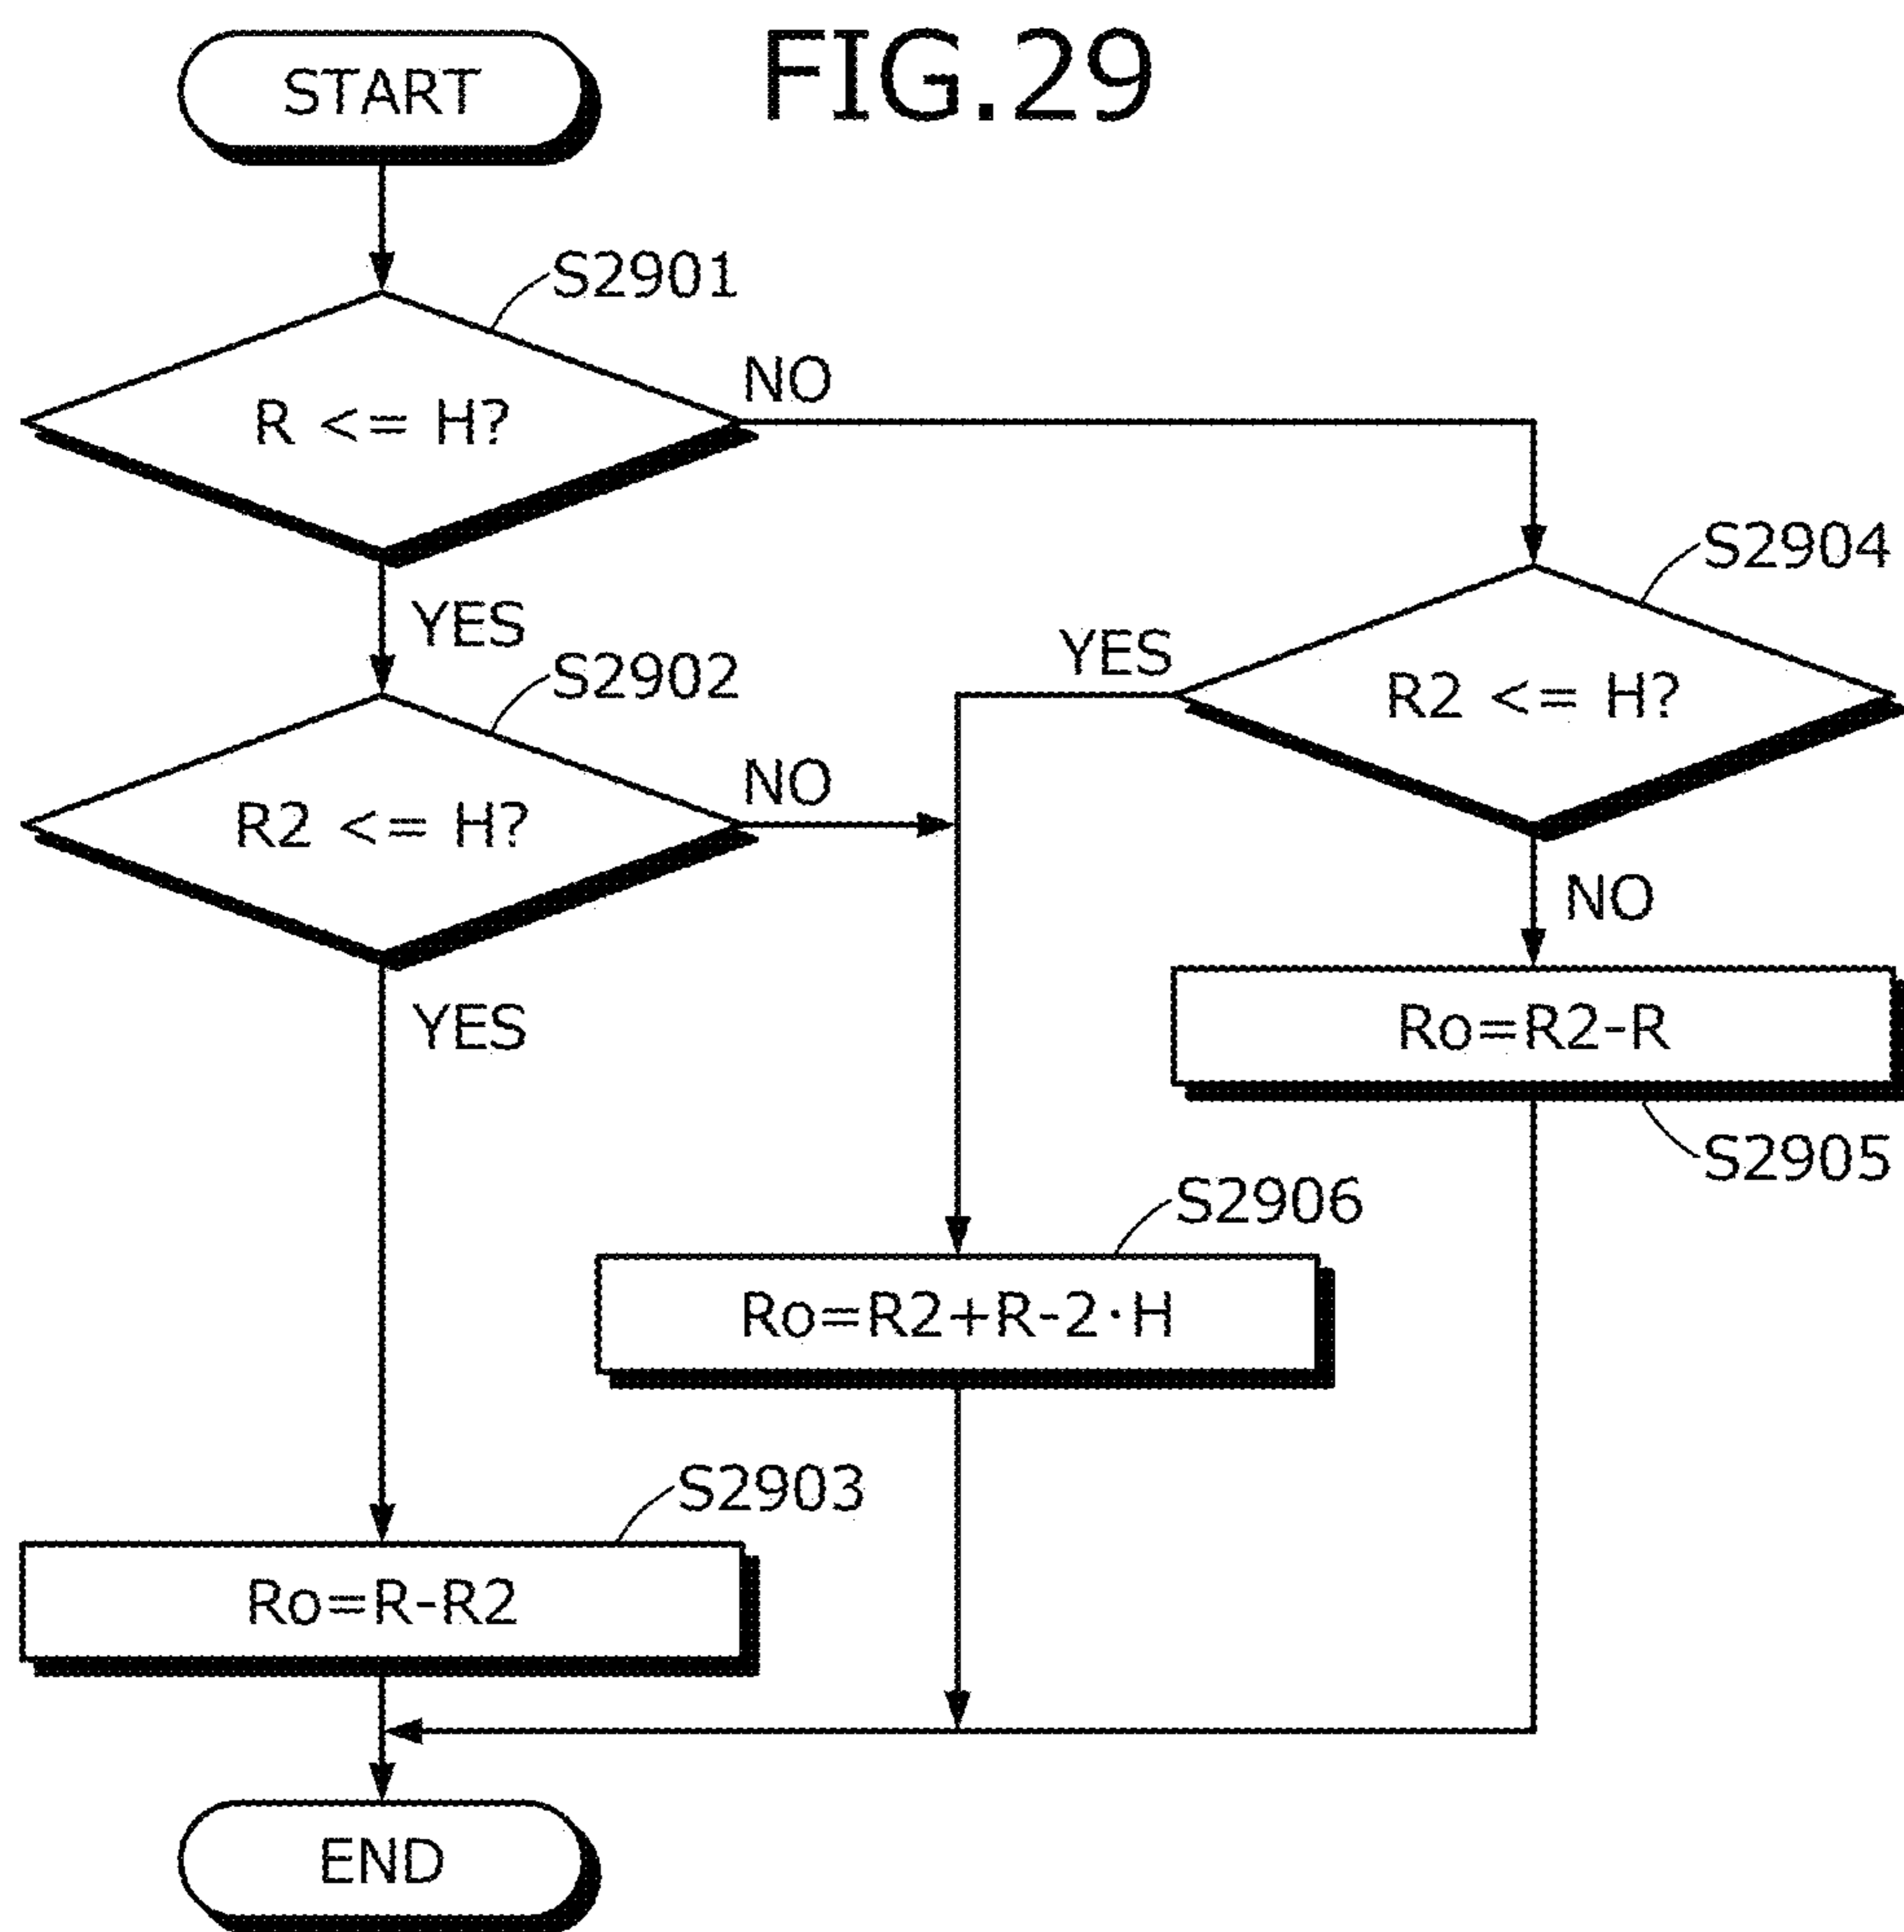 FIG.29
START
S2901
R <= H?
NO
YES
S2902
R2 <= H?
NO
YES
S2904
R2 <= H?
YES
NO
Ro=R2-R
S2905
S2906
Ro=R2+R-2·H
S2903
Ro=R-R2
END